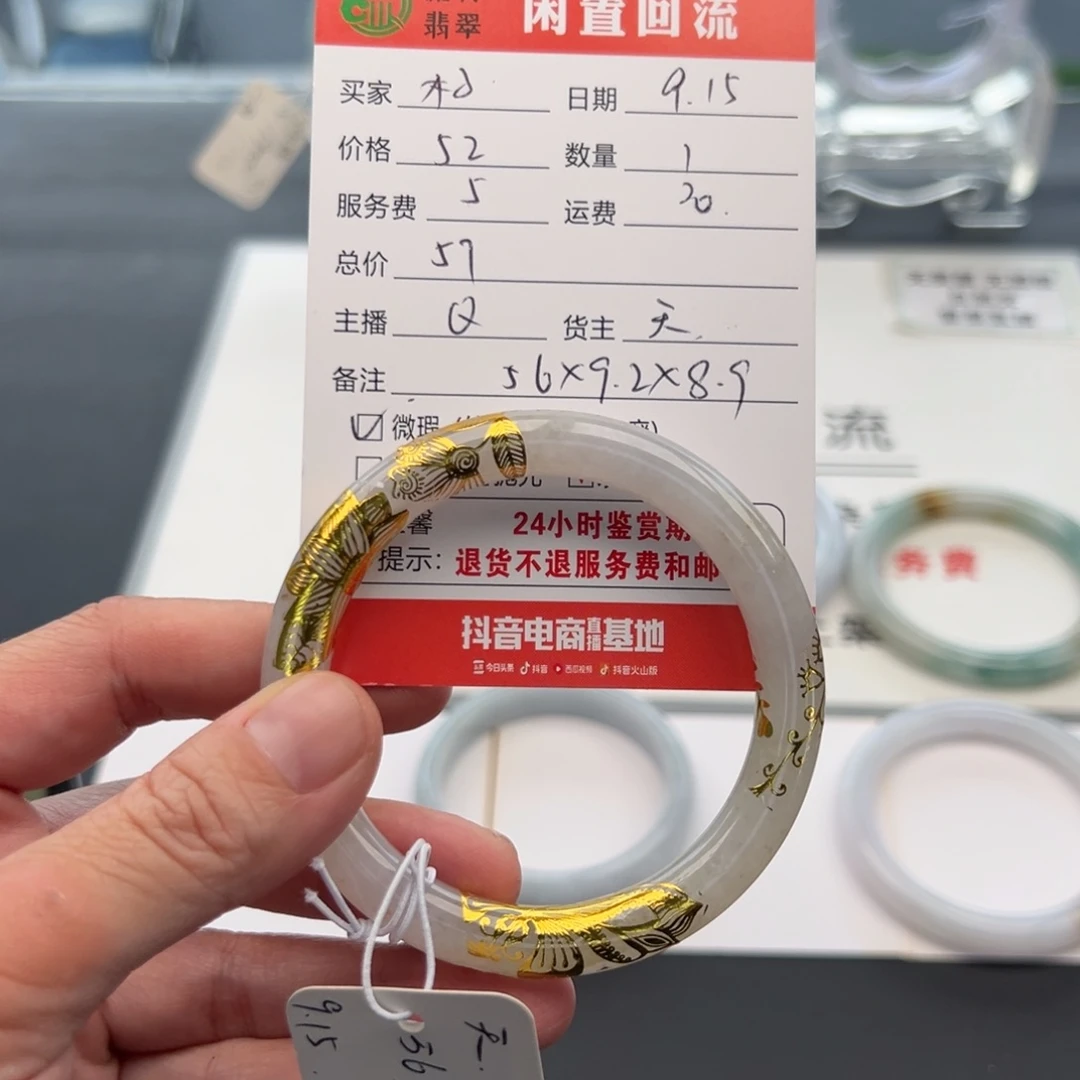 翡翠
闲置回流
买家 日期 9.15
价格 52 数量 1
服务费 5 运费 20.
总价 57
主播 Q 货主 天
备注 56×9.2×8.9
☑微瑕
馨 24小时鉴赏期
提示: 退货不退服务费和邮
抖音电商直播基地
今日头条 抖音 西瓜视频 抖音火山版
流
务费
天
56
9.15